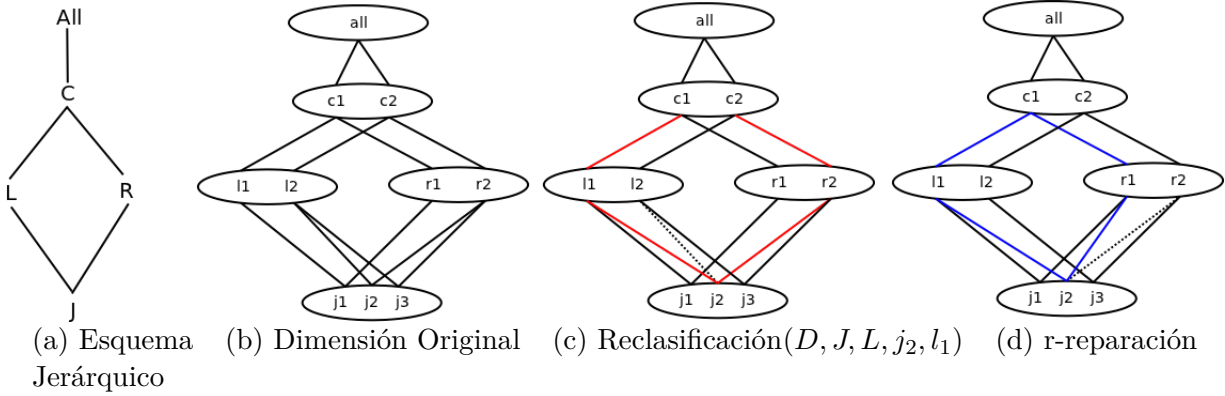 All
C
L R
J
all
c1 c2
l1 l2 r1 r2
j1 j2 j3
all
c1 c2
l1 l2 r1 r2
j1 j2 j3
all
c1 c2
l1 l2 r1 r2
j1 j2 j3
(a) Esquema
Jerárquico
(b) Dimensión Original
(c) Reclasificación(D, J, L, j₂, l₁)
(d) r-reparación